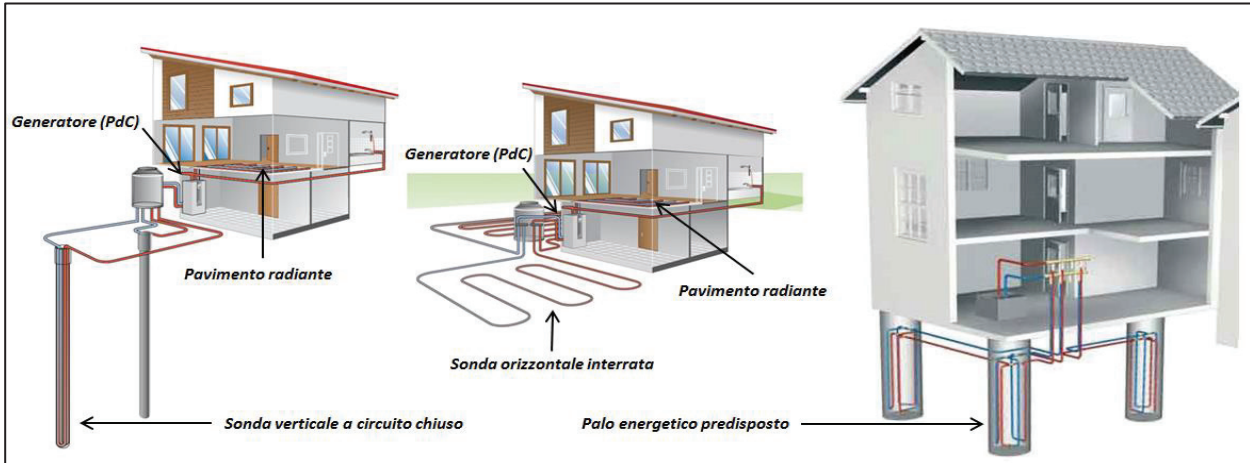 Generatore (PdC)
Pavimento radiante
Sonda verticale a circuito chiuso
Generatore (PdC)
Pavimento radiante
Sonda orizzontale interrata
Palo energetico predisposto